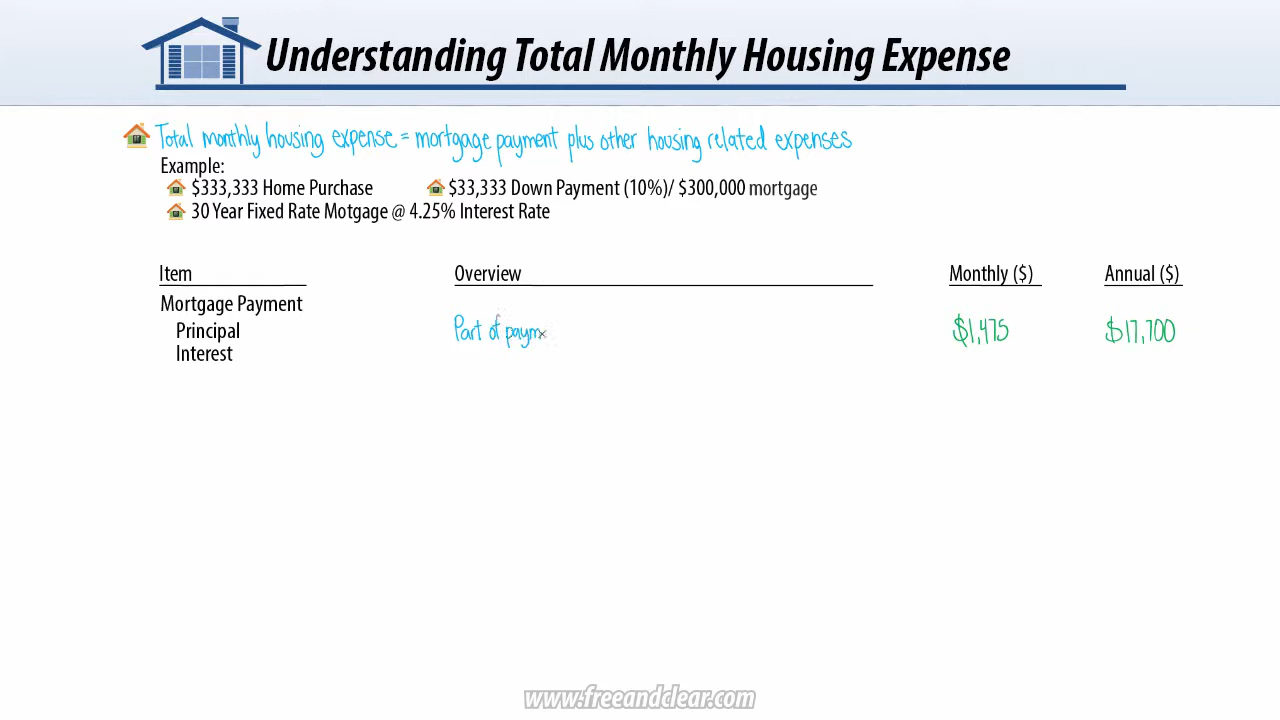 Understanding Total Monthly Housing Expense
Total monthly housing expense = mortgage payment plus other housing related expenses
Example:
$333,333 Home Purchase $33,333 Down Payment (10%)/ $300,000 mortgage
30 Year Fixed Rate Motgage @ 4.25% Interest Rate
Item Overview Monthly ($) Annual ($)
Mortgage Payment
Principal Part of paym $1,475 $17,700
Interest
www.freeandclear.com